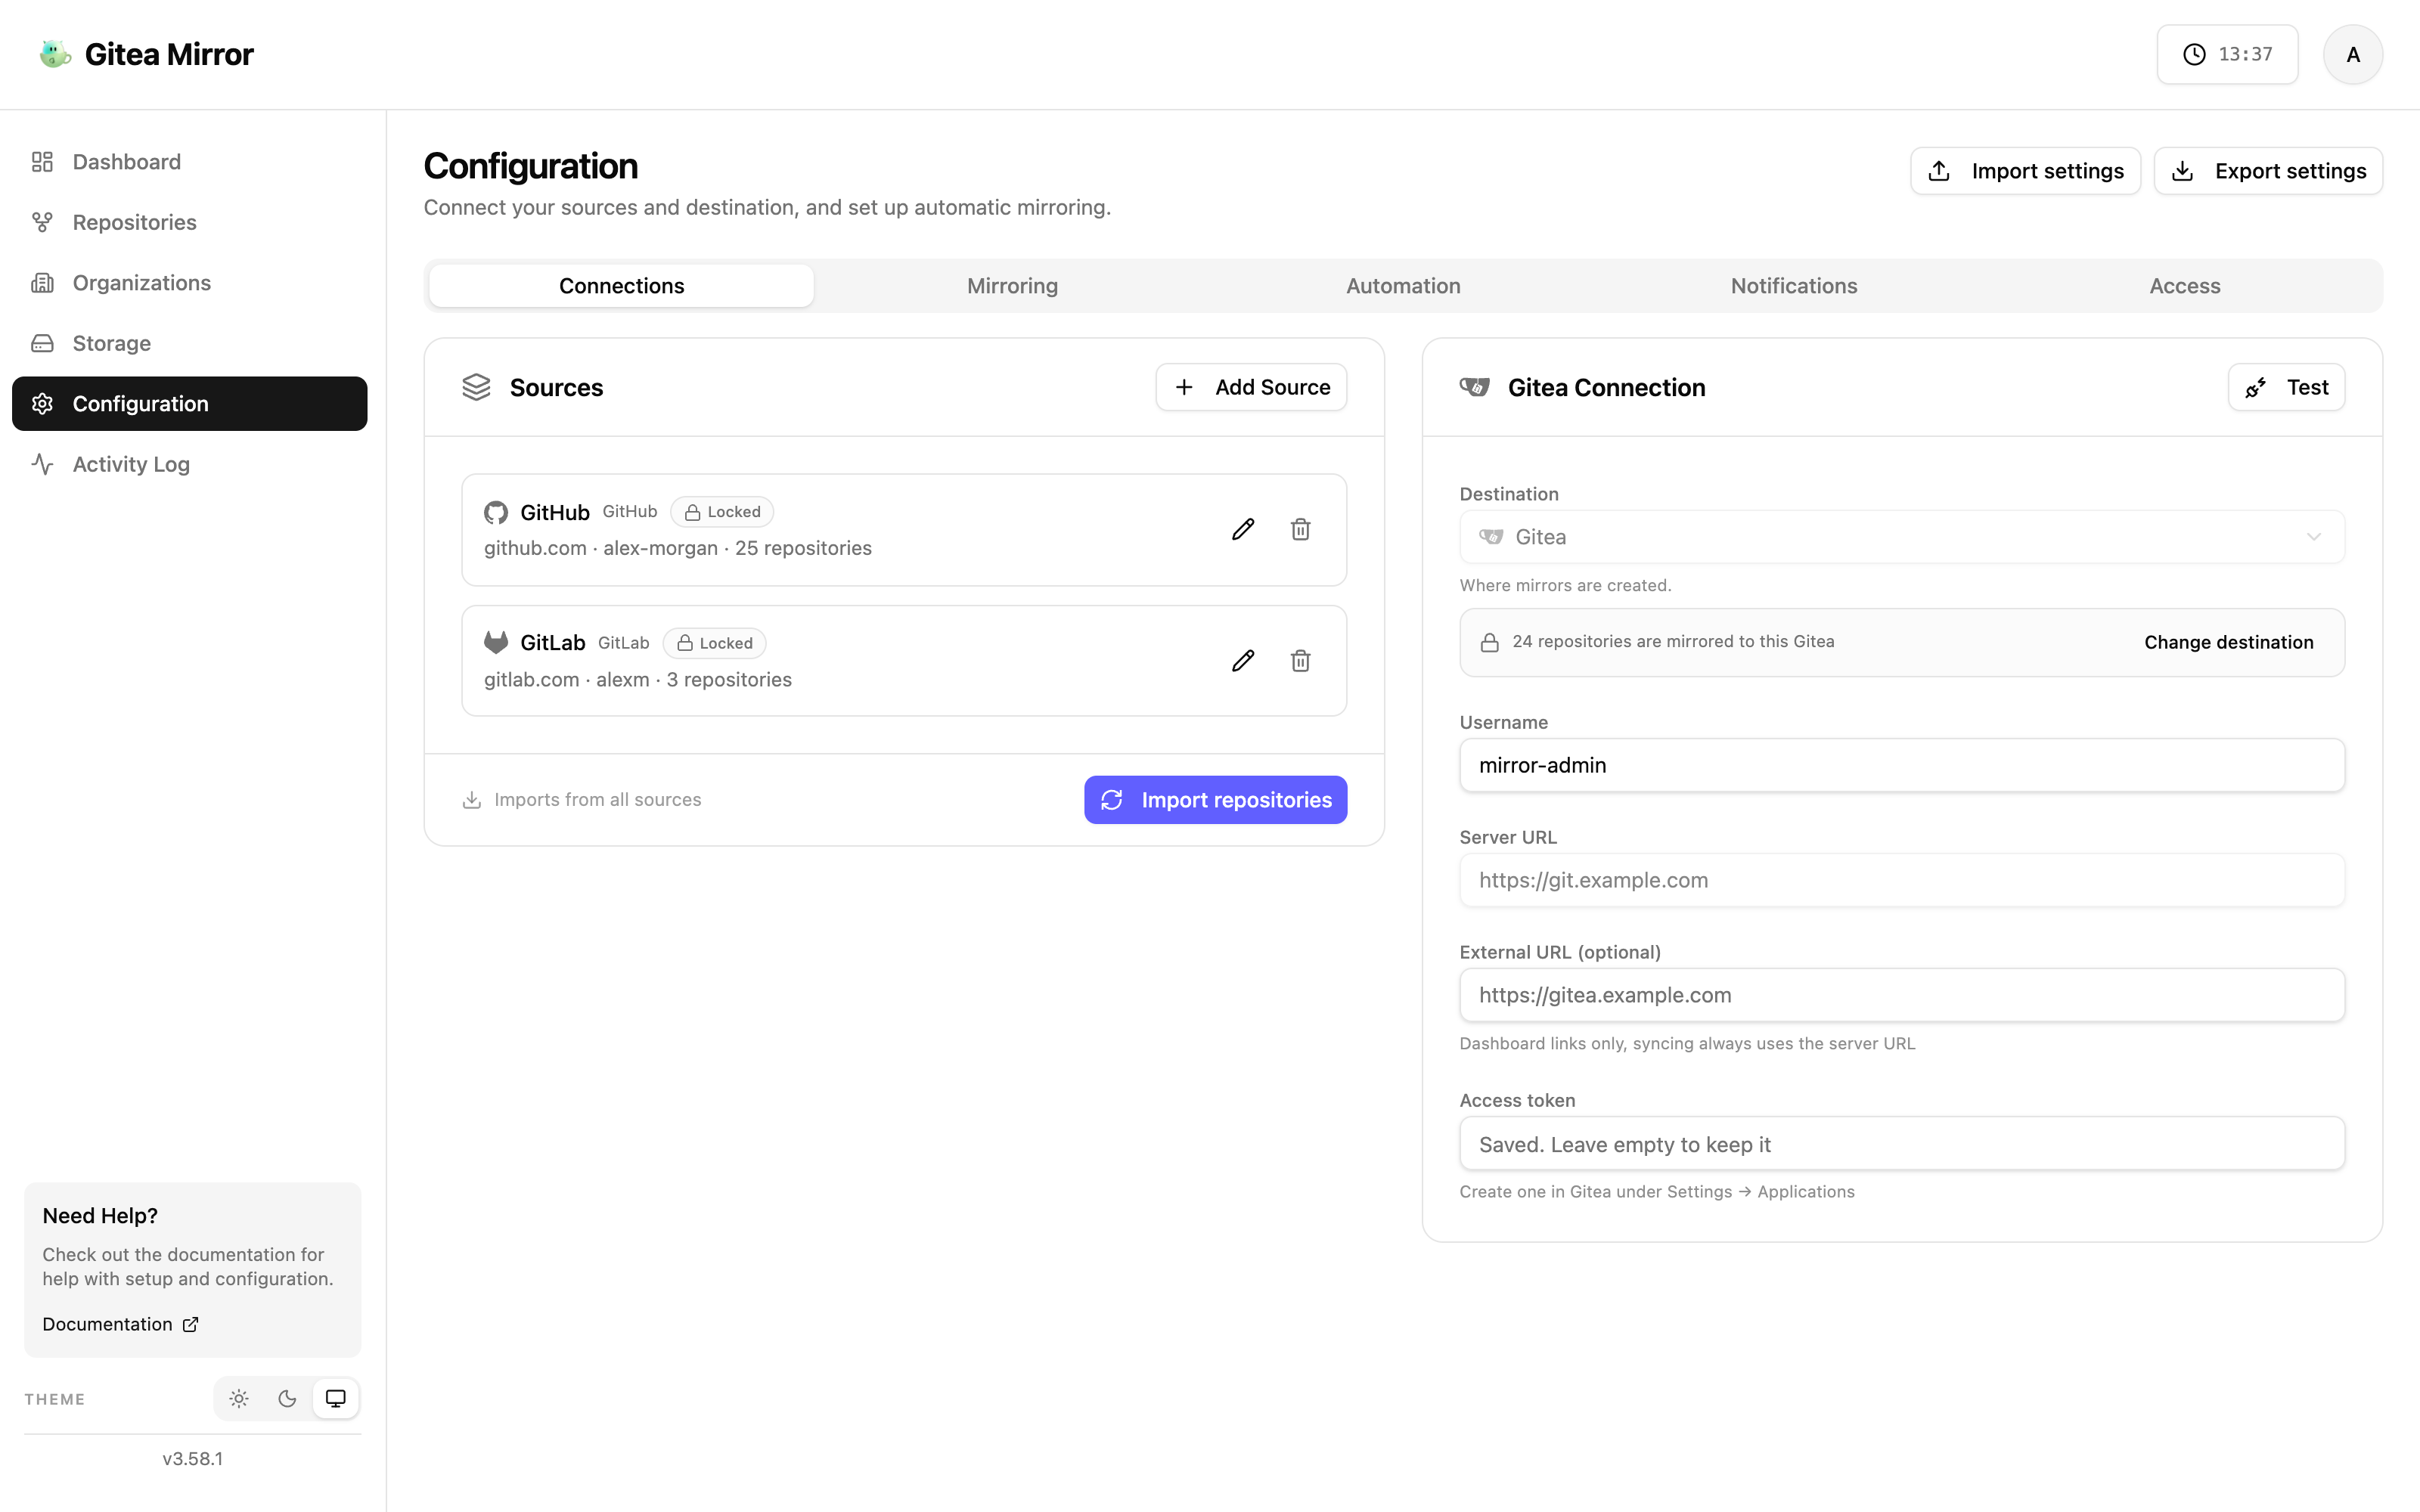 Gitea Mirror
13:37
A
Dashboard
Repositories
Organizations
Storage
Configuration
Activity Log
Need Help?
Check out the documentation for
help with setup and configuration.
Documentation
THEME
v3.58.1
Configuration
Connect your sources and destination, and set up automatic mirroring.
Import settings
Export settings
Connections
Mirroring
Automation
Notifications
Access
Sources
Add Source
GitHub GitHub Locked
github.com · alex-morgan · 25 repositories
GitLab GitLab Locked
gitlab.com · alexm · 3 repositories
Imports from all sources
Import repositories
Gitea Connection
Test
Destination
Gitea
Where mirrors are created.
24 repositories are mirrored to this Gitea
Change destination
Username
mirror-admin
Server URL
https://git.example.com
External URL (optional)
https://gitea.example.com
Dashboard links only, syncing always uses the server URL
Access token
Saved. Leave empty to keep it
Create one in Gitea under Settings → Applications